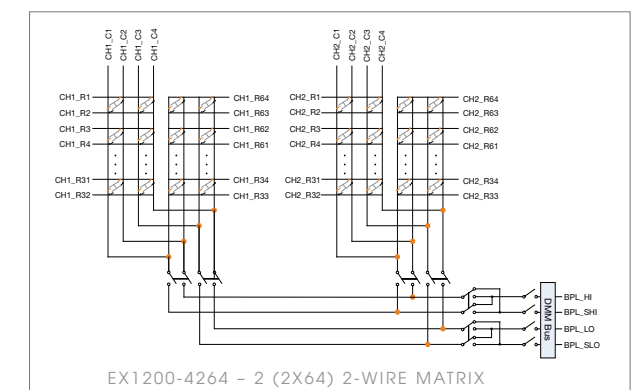 CH1_C1
CH1_C2
CH1_C3
CH1_C4
CH2_C1
CH2_C2
CH2_C3
CH2_C4
CH1_R1 CH1_R64 CH2_R1 CH2_R64
CH1_R2 CH1_R63 CH2_R2 CH2_R63
CH1_R3 CH1_R62 CH2_R3 CH2_R62
CH1_R4 CH1_R61 CH2_R4 CH2_R61
CH1_R31 CH1_R34 CH2_R31 CH2_R34
CH1_R32 CH1_R33 CH2_R32 CH2_R33
DMM Bus
BPL_HI
BPL_SHI
BPL_LO
BPL_SLO
EX1200-4264 – 2 (2X64) 2-WIRE MATRIX